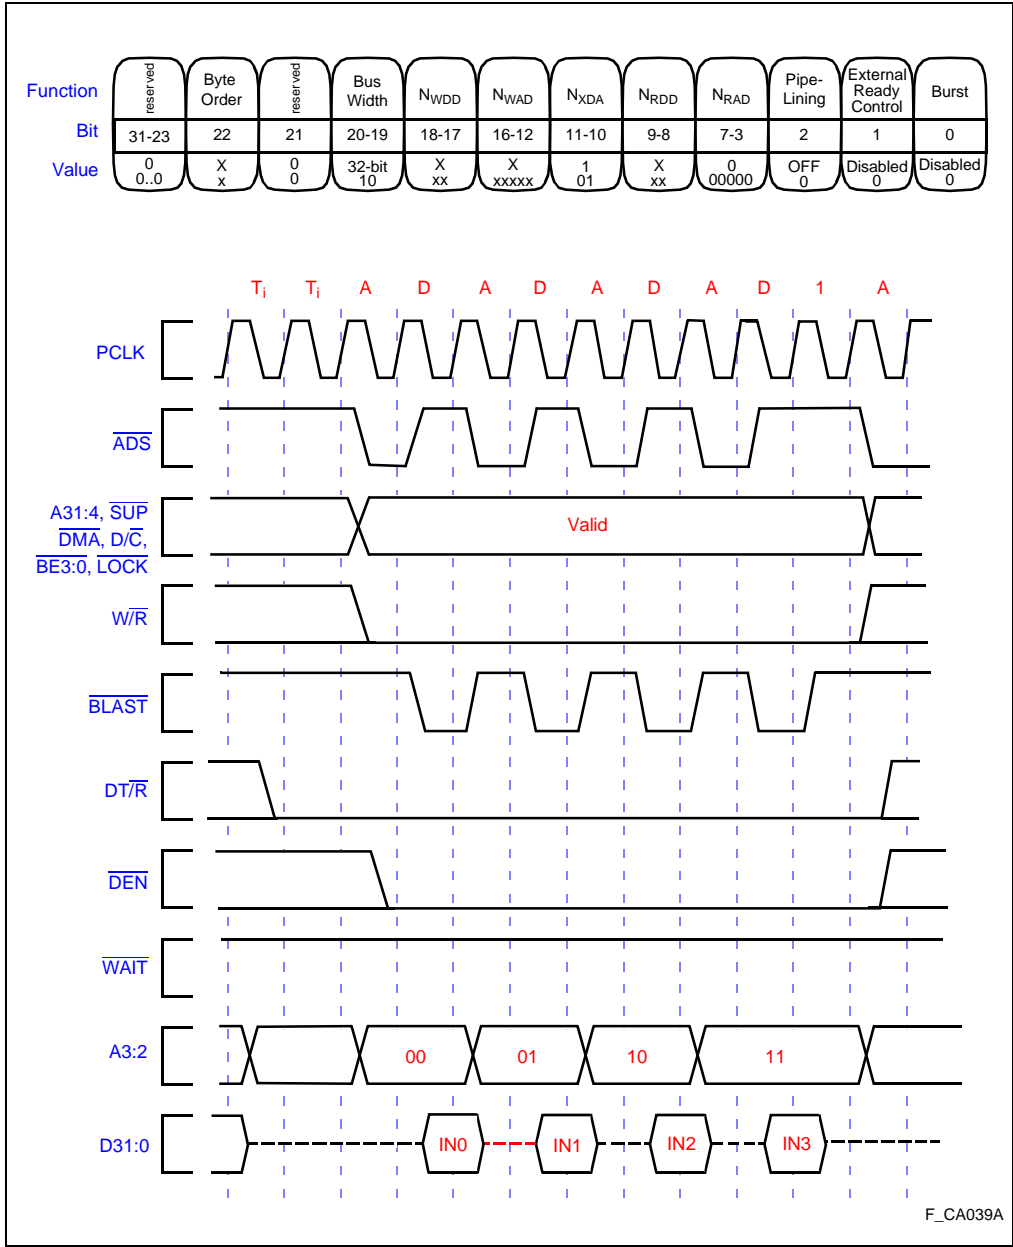 Function reserved Byte Order reserved Bus Width NWDD NWAD NXDA NRDD NRAD Pipe-Lining External Ready Control Burst
Bit 31-23 22 21 20-19 18-17 16-12 11-10 9-8 7-3 2 1 0
Value 0 X 0 32-bit X X 1 X 0 OFF Disabled Disabled
0..0 x 0 10 xx xxxxx 01 xx 00000 0 0 0
Ti Ti A D A D A D A D 1 A
PCLK
ADS
A31:4, SUP
DMA, D/C,
BE3:0, LOCK
Valid
W/R
BLAST
DT/R
DEN
WAIT
A3:2 00 01 10 11
D31:0 IN0 IN1 IN2 IN3
F_CA039A